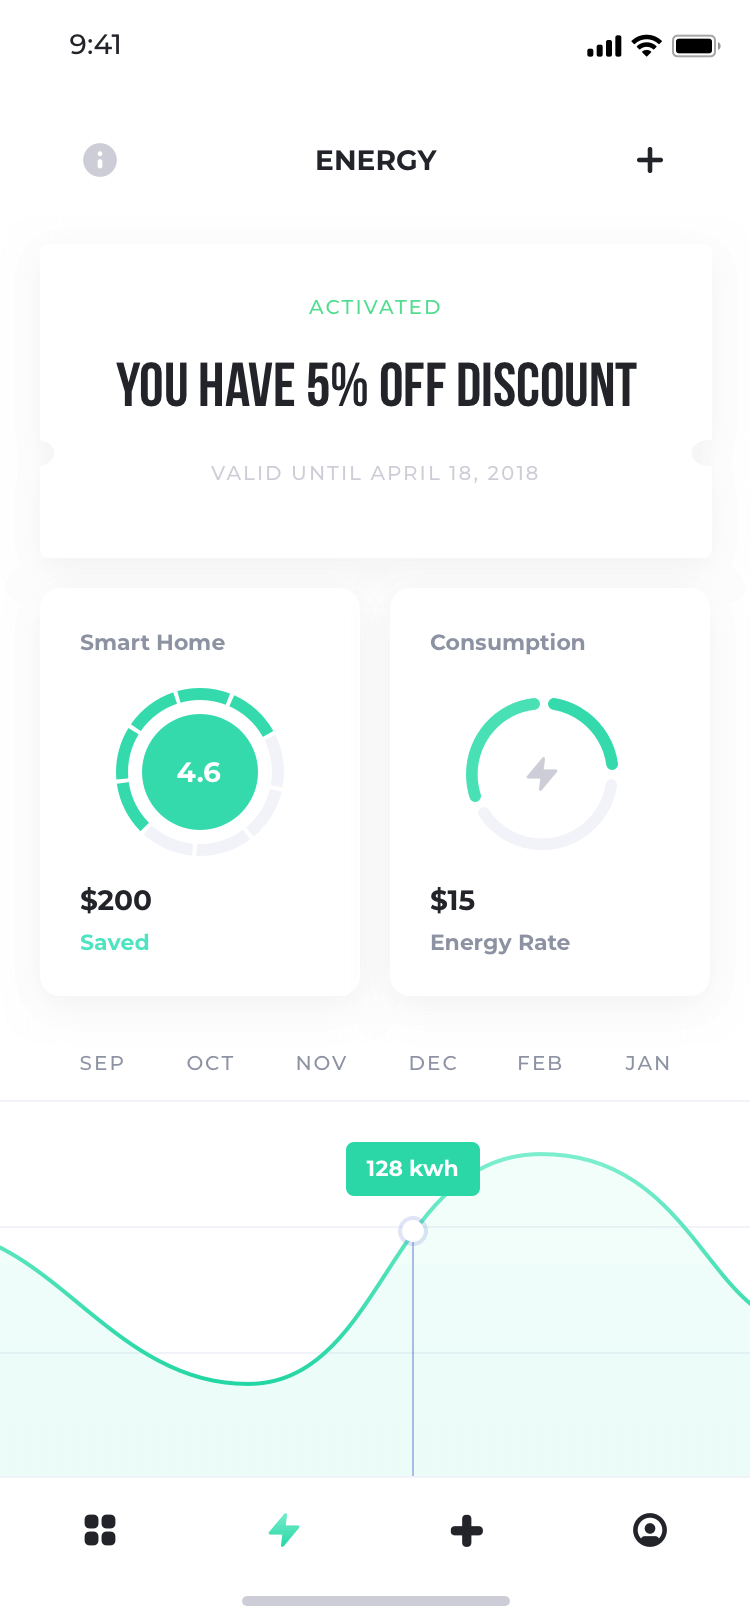 9:41
ENERGY
ACTIVATED
YOU HAVE 5% OFF DISCOUNT
VALID UNTIL APRIL 18, 2018
Smart Home
4.6
$200
Saved
Consumption
$15
Energy Rate
SEP OCT NOV DEC FEB JAN
128 kwh